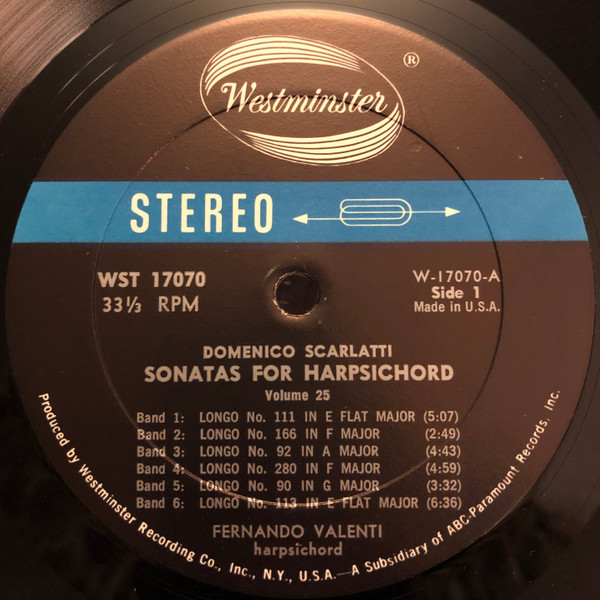 Westminster ®
STEREO
WST 17070
33⅓ RPM
W-17070-A
Side 1
Made in U.S.A.
DOMENICO SCARLATTI
SONATAS FOR HARPSICHORD
Volume 25
Band 1: LONGO No. 111 IN E FLAT MAJOR (5:07)
Band 2: LONGO No. 166 IN F MAJOR (2:49)
Band 3: LONGO No. 92 IN A MAJOR (4:43)
Band 4: LONGO No. 280 IN F MAJOR (4:59)
Band 5: LONGO No. 90 IN G MAJOR (3:32)
Band 6: LONGO No. 113 IN E FLAT MAJOR (6:36)
FERNANDO VALENTI
harpsichord
Produced by Westminster Recording Co., Inc., N.Y., U.S.A.—A Subsidiary of ABC-Paramount Records, Inc.